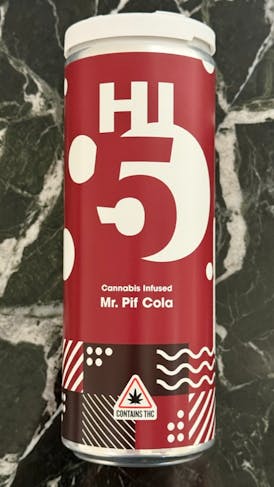 HI
5
Cannabis Infused
Mr. Pif Cola
CONTAINS THC